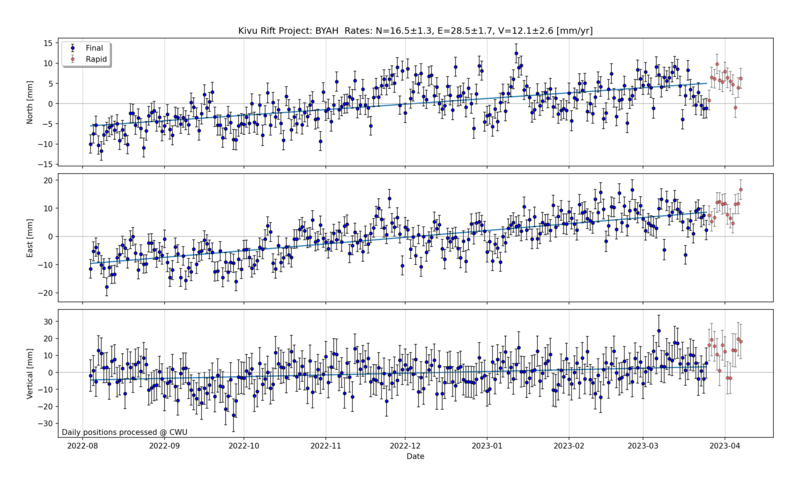 Kivu Rift Project: BYAH Rates: N=16.5±1.3, E=28.5±1.7, V=12.1±2.6 [mm/yr]
Final
Rapid
North [mm]
15
10
5
0
−5
−10
−15
East [mm]
20
10
0
−10
−20
Vertical [mm]
30
20
10
0
−10
−20
−30
Daily positions processed @ CWU
2022-08 2022-09 2022-10 2022-11 2022-12 2023-01 2023-02 2023-03 2023-04
Date